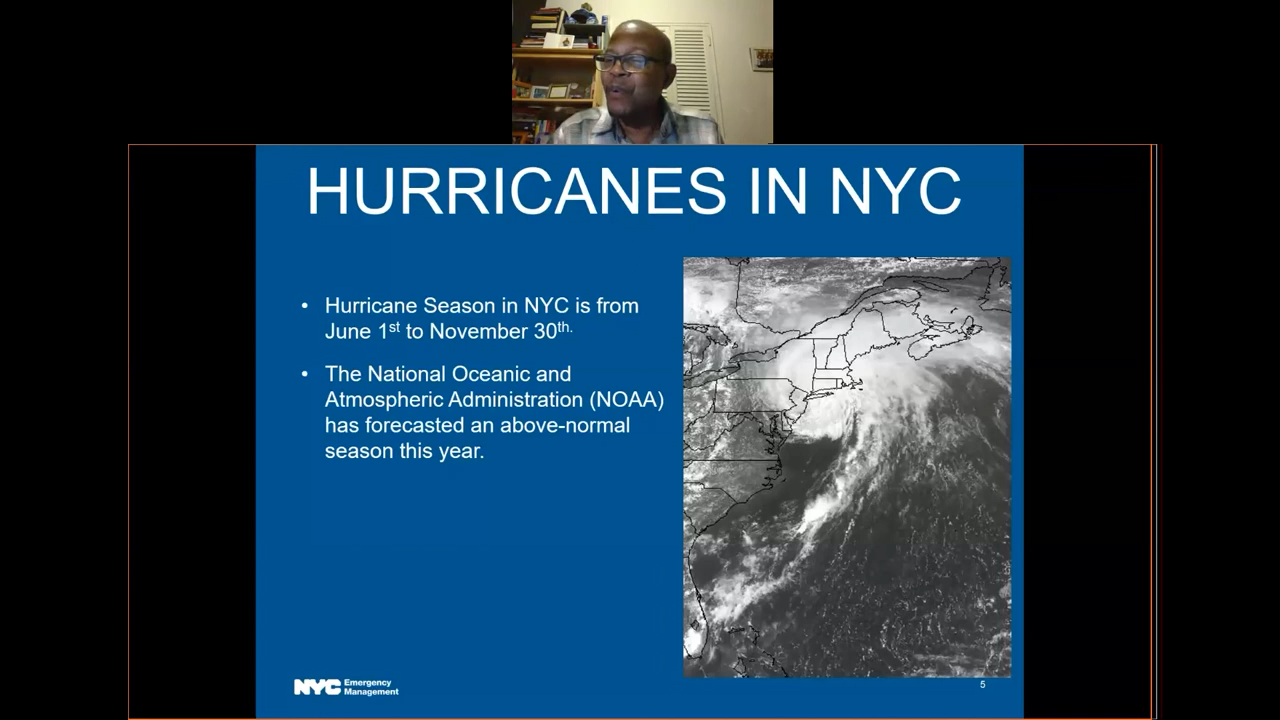 HURRICANES IN NYC
• Hurricane Season in NYC is from
June 1st to November 30th.
• The National Oceanic and
Atmospheric Administration (NOAA)
has forecasted an above-normal
season this year.
NYC Emergency
Management
5